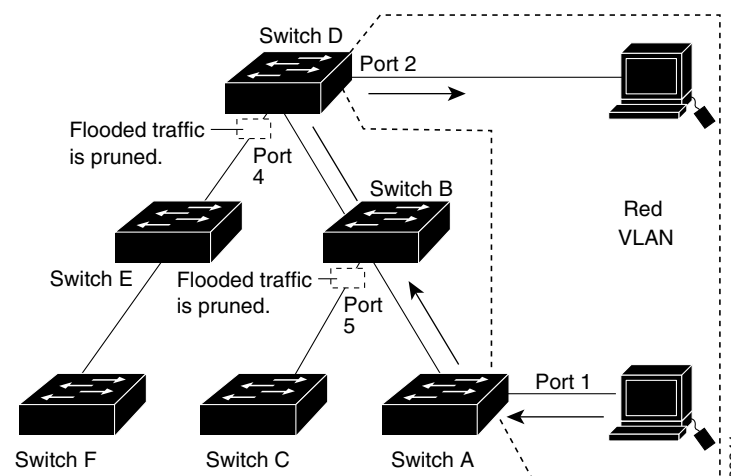 Switch D
Port 2
Flooded traffic
is pruned.
Port
4
Switch B
Red
VLAN
Switch E
Flooded traffic
is pruned.
Port
5
Port 1
Switch F
Switch C
Switch A